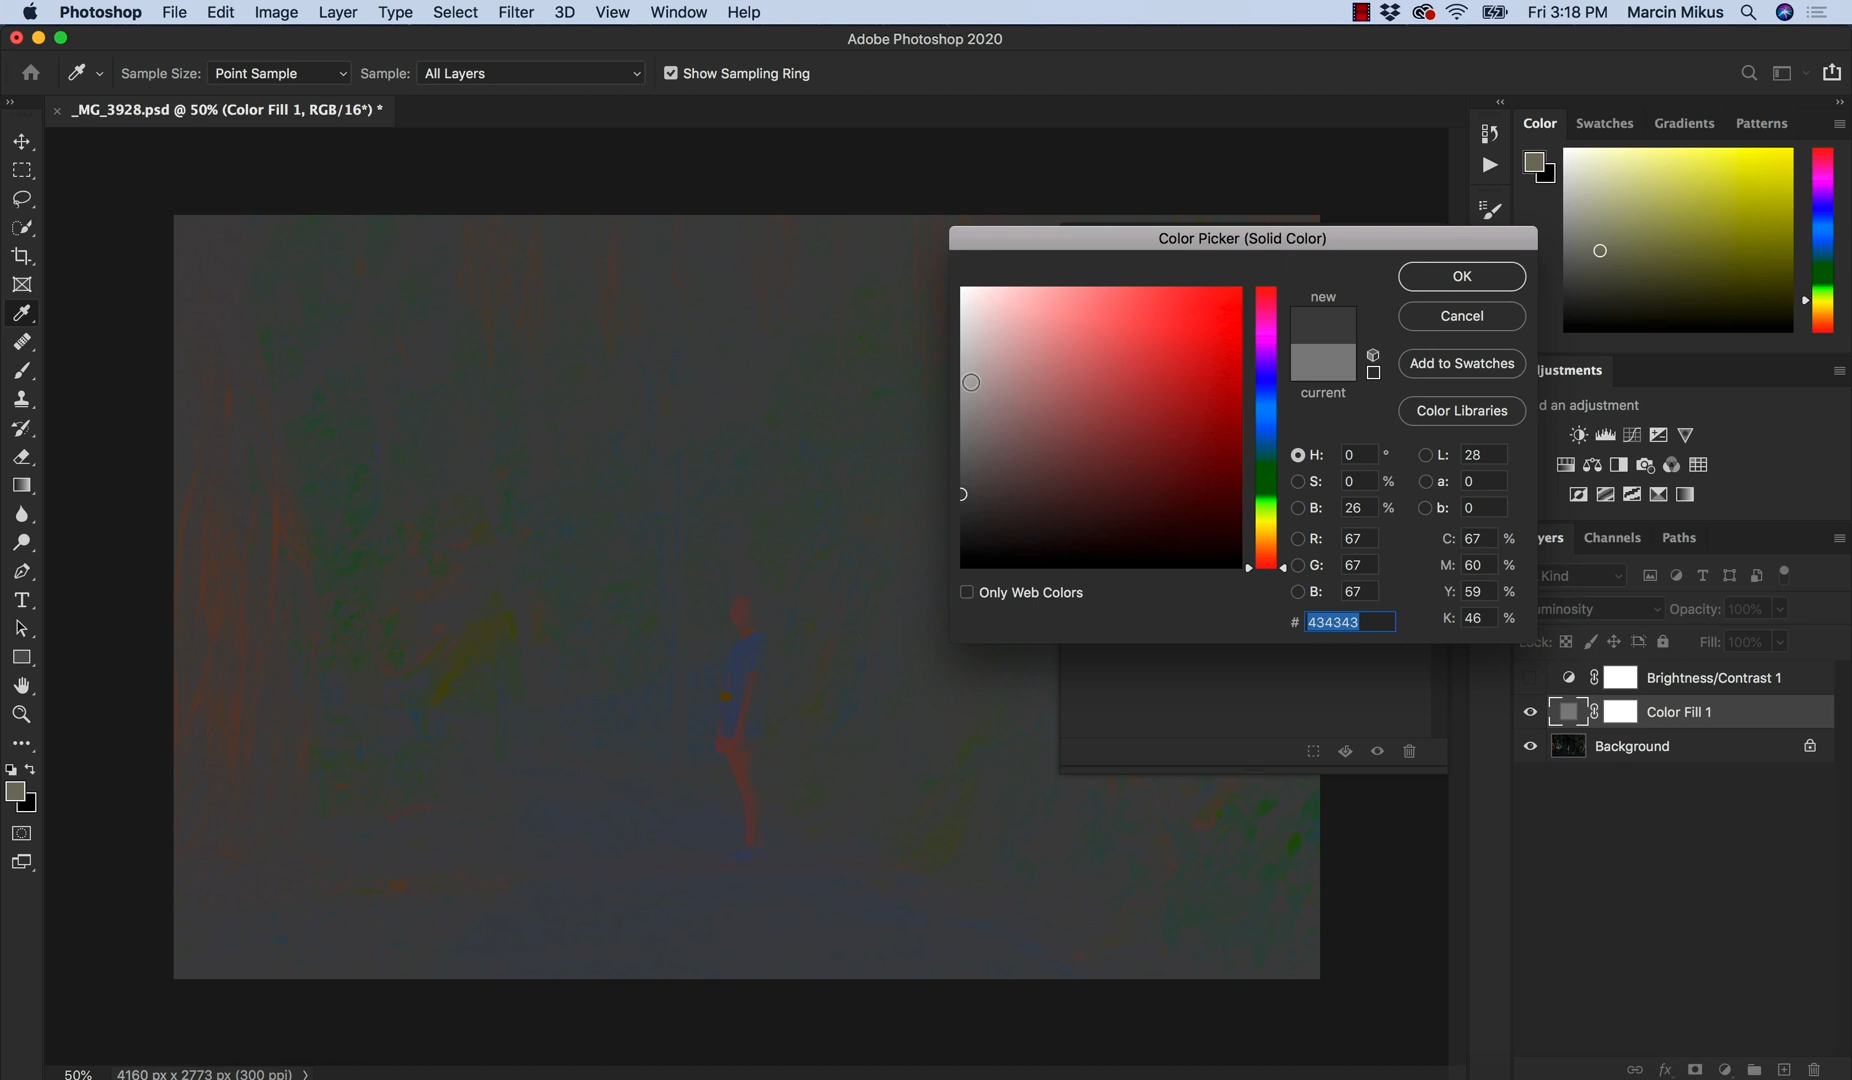 Photoshop File Edit Image Layer Type Select Filter 3D View Window Help Fri 3:18 PM Marcin Mikus
Adobe Photoshop 2020
Sample Size: Point Sample Sample: All Layers Show Sampling Ring
× _MG_3928.psd @ 50% (Color Fill 1, RGB/16*) *
Color Swatches Gradients Patterns
Color Picker (Solid Color)
new
current
OK
Cancel
Add to Swatches
Color Libraries
H: 0 ° L: 28
S: 0 % a: 0
B: 26 % b: 0
R: 67 C: 67 %
G: 67 M: 60 %
B: 67 Y: 59 %
# 434343 K: 46 %
Only Web Colors
djustments
d an adjustment
yers Channels Paths
Kind
uminosity Opacity: 100%
ock: Fill: 100%
Brightness/Contrast 1
Color Fill 1
Background
50% 4160 px x 2773 px (300 ppi)